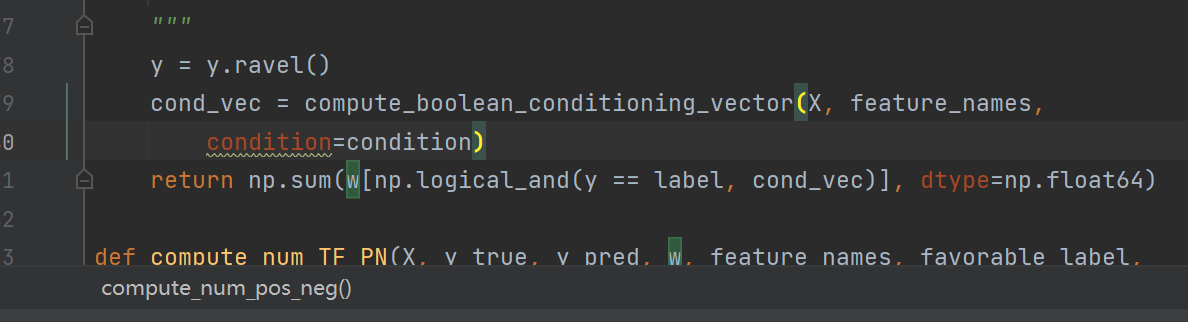 7 """
8 y = y.ravel()
9 cond_vec = compute_boolean_conditioning_vector(X, feature_names,
0 condition=condition)
1 return np.sum(w[np.logical_and(y == label, cond_vec)], dtype=np.float64)
2
3 def compute_num_TF_PN(X, y_true, y_pred, w, feature_names, favorable_label,
compute_num_pos_neg()